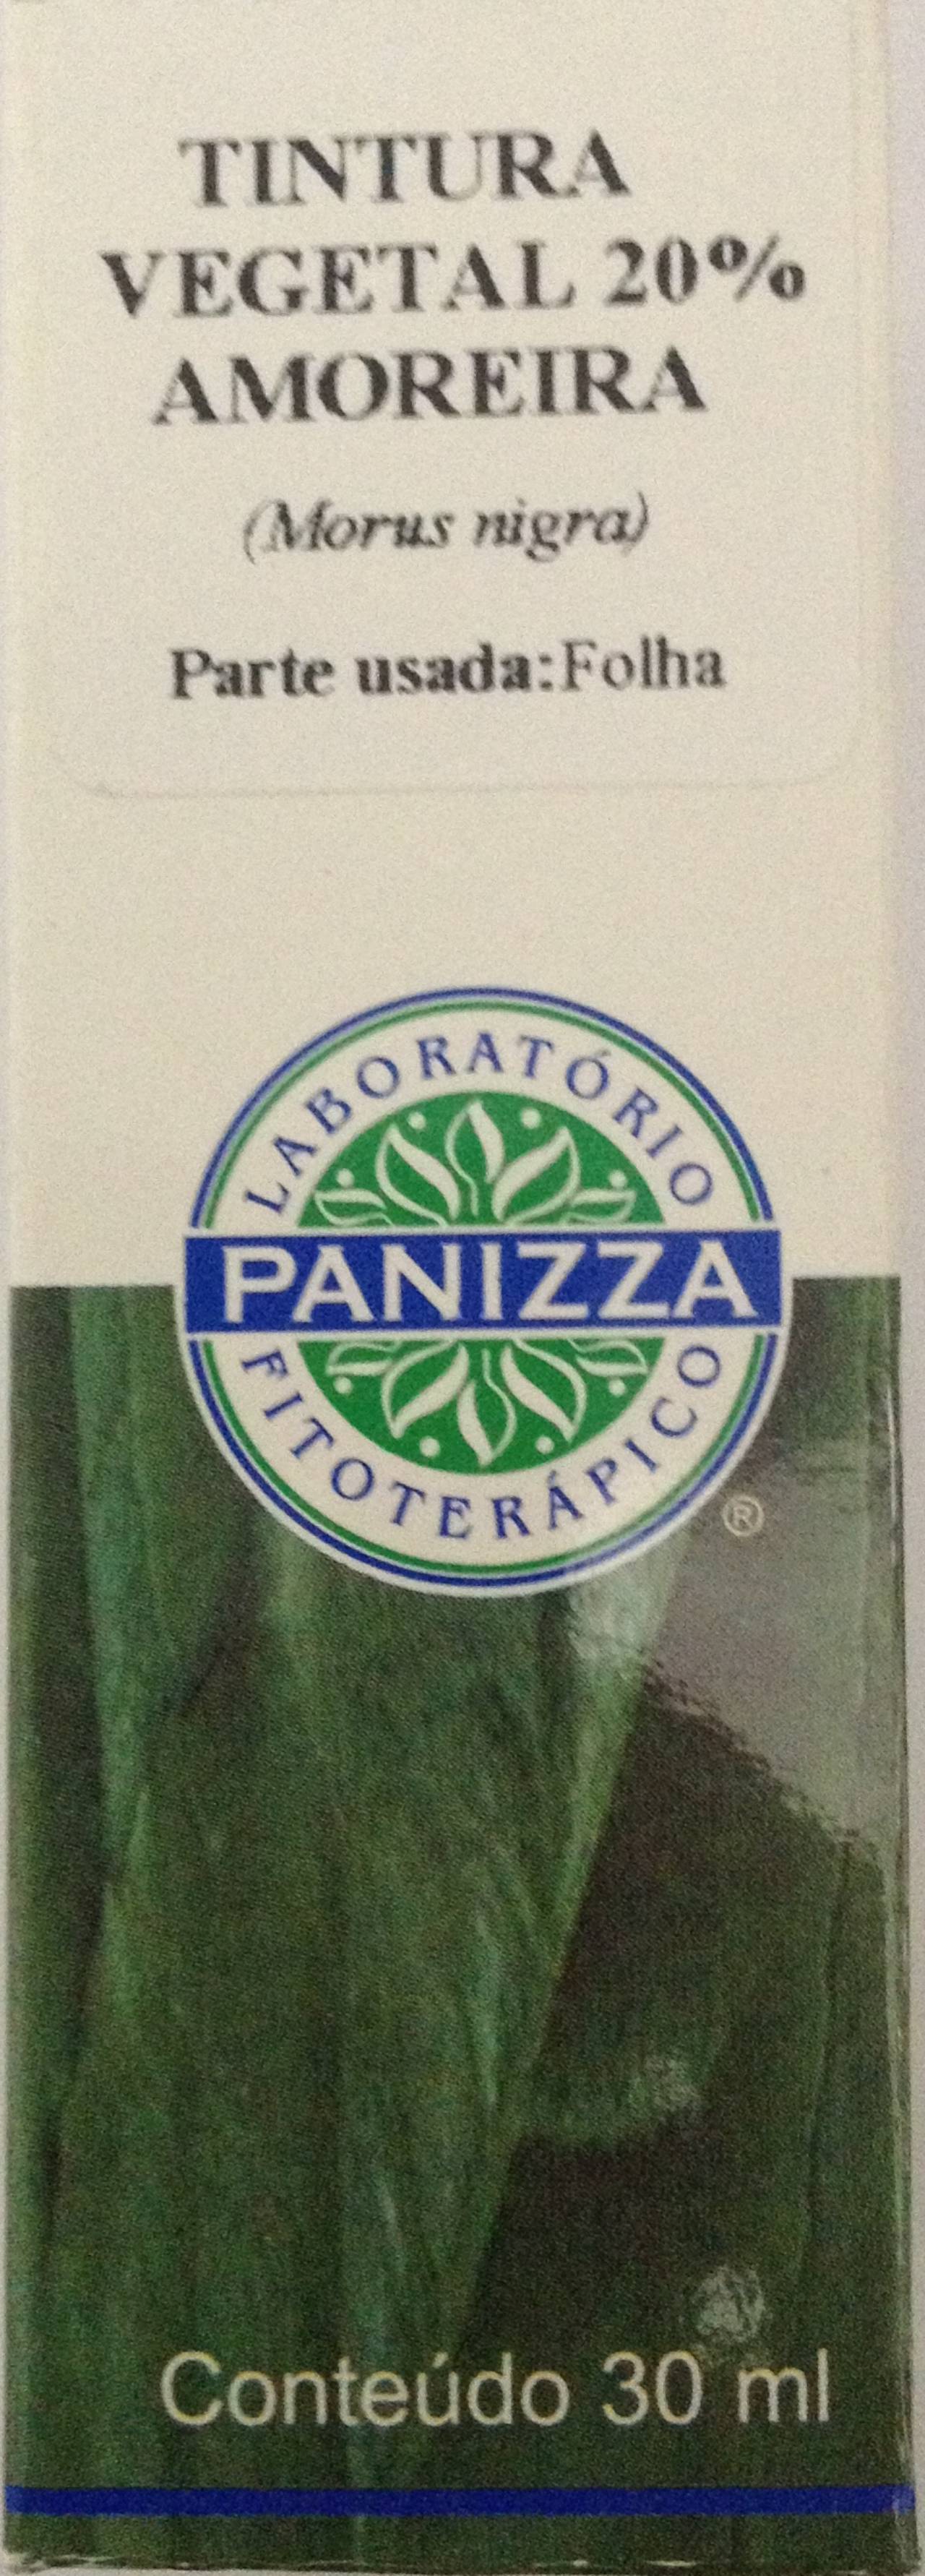 TINTURA
VEGETAL 20%
AMOREIRA
(Morus nigra)
Parte usada:Folha
LABORATÓRIO
PANIZZA
FITOTERÁPICO
®
Conteúdo 30 ml